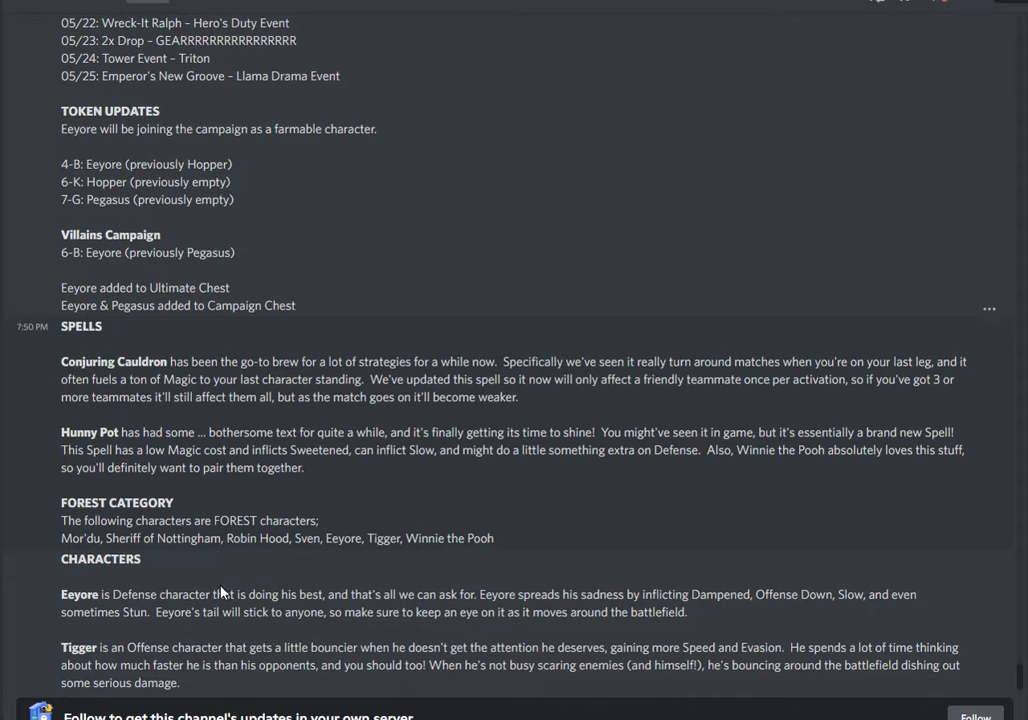 05/22: Wreck-It Ralph – Hero's Duty Event
05/23: 2x Drop – GEARRRRRRRRRRRRRRRR
05/24: Tower Event – Triton
05/25: Emperor's New Groove – Llama Drama Event
TOKEN UPDATES
Eeyore will be joining the campaign as a farmable character.
4-B: Eeyore (previously Hopper)
6-K: Hopper (previously empty)
7-G: Pegasus (previously empty)
Villains Campaign
6-B: Eeyore (previously Pegasus)
Eeyore added to Ultimate Chest
Eeyore & Pegasus added to Campaign Chest
7:50 PM SPELLS
Conjuring Cauldron has been the go-to brew for a lot of strategies for a while now. Specifically we've seen it really turn around matches when you're on your last leg, and it
often fuels a ton of Magic to your last character standing. We've updated this spell so it now will only affect a friendly teammate once per activation, so if you've got 3 or
more teammates it'll still affect them all, but as the match goes on it'll become weaker.
Hunny Pot has had some ... bothersome text for quite a while, and it's finally getting its time to shine! You might've seen it in game, but it's essentially a brand new Spell!
This Spell has a low Magic cost and inflicts Sweetened, can inflict Slow, and might do a little something extra on Defense. Also, Winnie the Pooh absolutely loves this stuff,
so you'll definitely want to pair them together.
FOREST CATEGORY
The following characters are FOREST characters;
Mor'du, Sheriff of Nottingham, Robin Hood, Sven, Eeyore, Tigger, Winnie the Pooh
CHARACTERS
Eeyore is Defense character that is doing his best, and that's all we can ask for. Eeyore spreads his sadness by inflicting Dampened, Offense Down, Slow, and even
sometimes Stun. Eeyore's tail will stick to anyone, so make sure to keep an eye on it as it moves around the battlefield.
Tigger is an Offense character that gets a little bouncier when he doesn't get the attention he deserves, gaining more Speed and Evasion. He spends a lot of time thinking
about how much faster he is than his opponents, and you should too! When he's not busy scaring enemies (and himself!), he's bouncing around the battlefield dishing out
some serious damage.
Follow to get this channel's updates in your own server
Follow